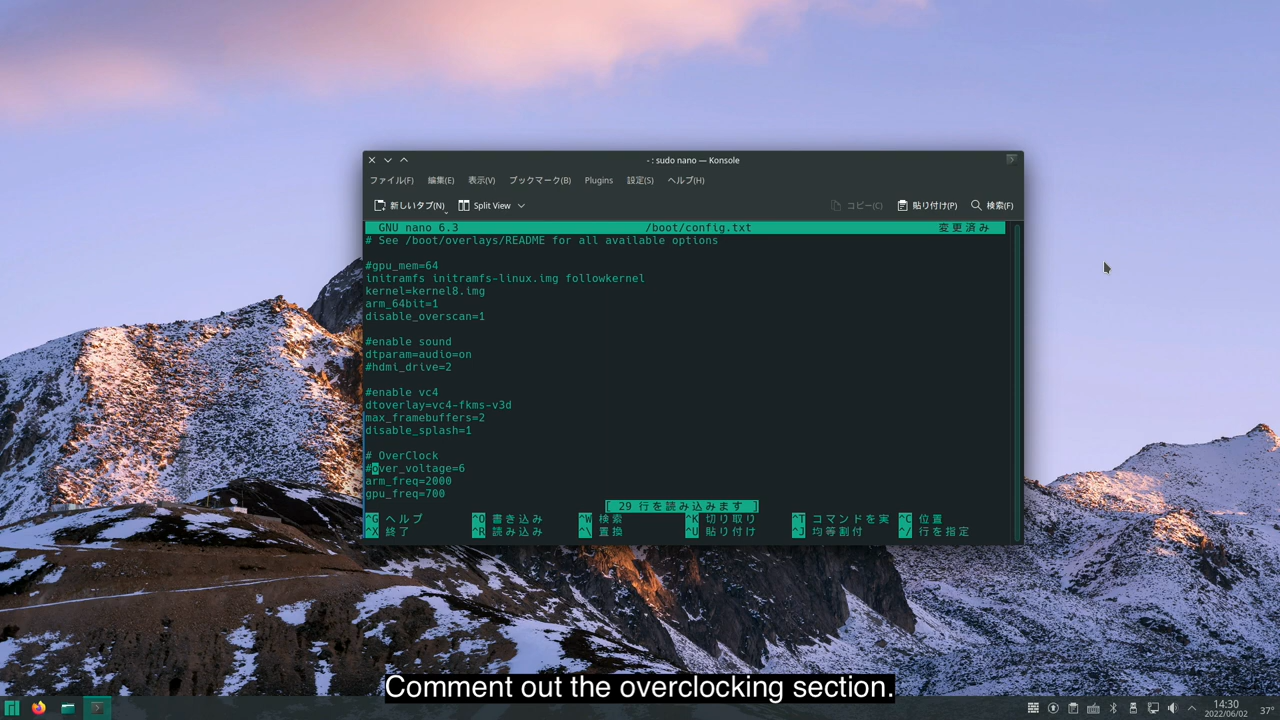 - : sudo nano — Konsole
ファイル(F) 編集(E) 表示(V) ブックマーク(B) Plugins 設定(S) ヘルプ(H)
新しいタブ(N) Split View コピー(C) 貼り付け(P) 検索(F)
GNU nano 6.3 /boot/config.txt 変更済み
# See /boot/overlays/README for all available options
#gpu_mem=64
initramfs initramfs-linux.img followkernel
kernel=kernel8.img
arm_64bit=1
disable_overscan=1
#enable sound
dtparam=audio=on
#hdmi_drive=2
#enable vc4
dtoverlay=vc4-fkms-v3d
max_framebuffers=2
disable_splash=1
# OverClock
#over_voltage=6
arm_freq=2000
gpu_freq=700
[ 29 行を読み込みます ]
^G ヘルプ ^O 書き込み ^W 検索 ^K 切り取り ^T コマンドを実 ^C 位置
^X 終了 ^R 読み込み ^\ 置換 ^U 貼り付け ^J 均等割付 ^/ 行を指定
Comment out the overclocking section.
14:30
2022/06/02
37°